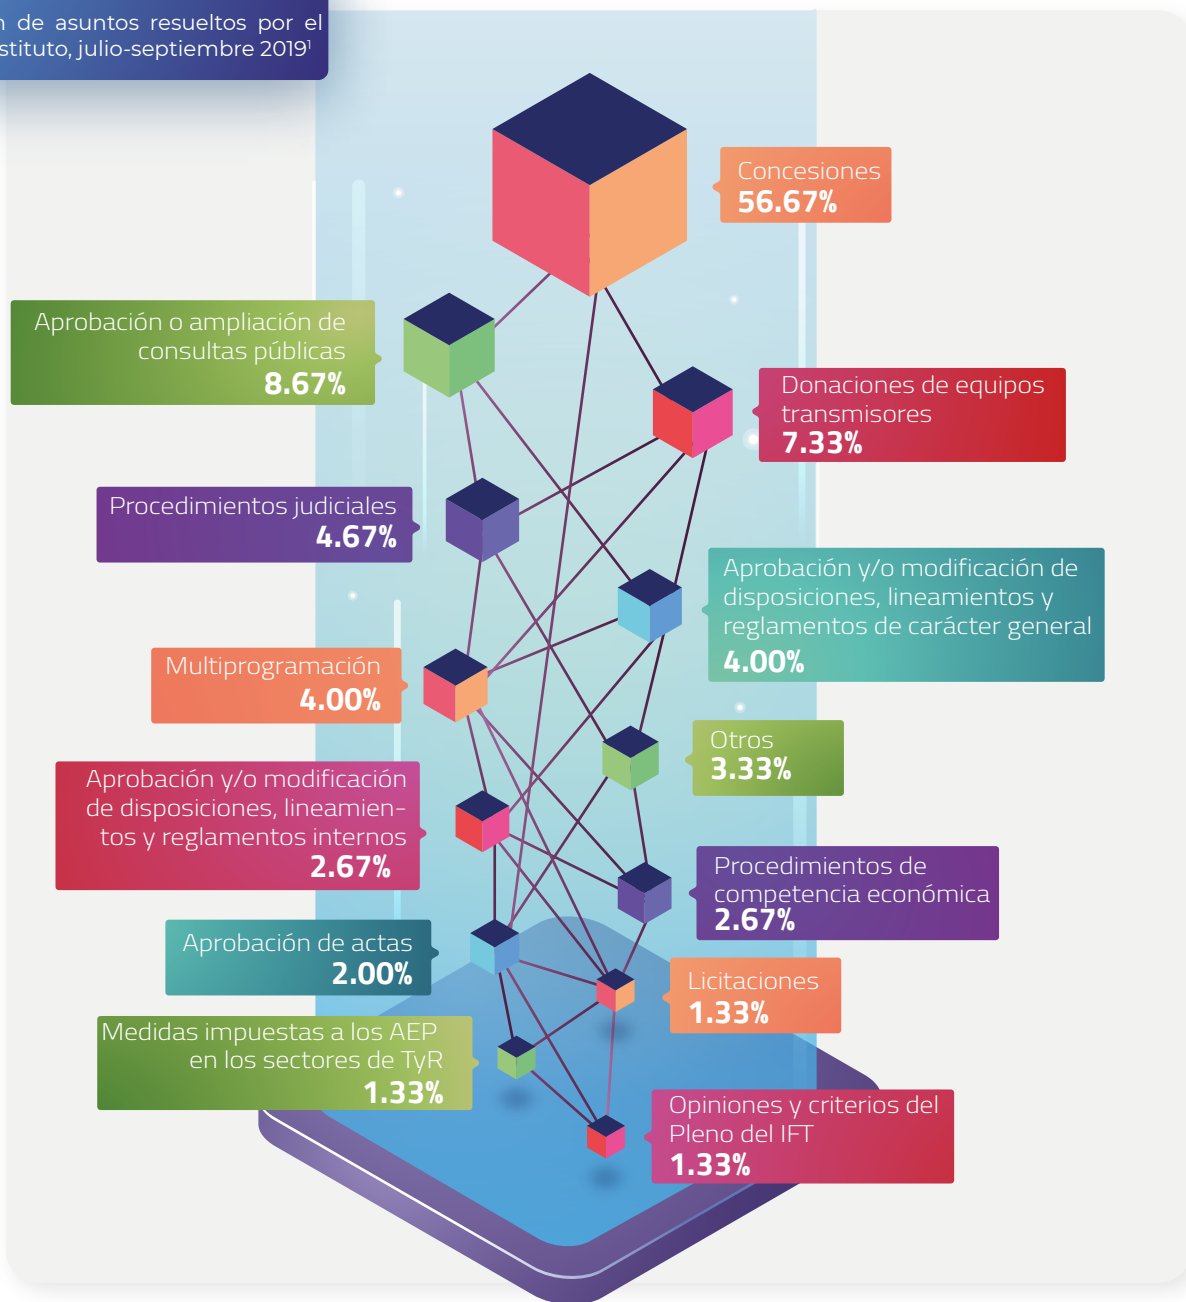 de asuntos resueltos por el
julio-septiembre 2019¹
Concesiones
56.67%
Aprobación o ampliación de
consultas públicas
8.67%
Donaciones de equipos
transmisores
7.33%
Procedimientos judiciales
4.67%
Aprobación y/o modificación de
disposiciones, lineamientos y
reglamentos de carácter general
4.00%
Multiprogramación
4.00%
Otros
3.33%
Aprobación y/o modificación
de disposiciones, lineamien-
tos y reglamentos internos
2.67%
Procedimientos de
competencia económica
2.67%
Aprobación de actas
2.00%
Licitaciones
1.33%
Medidas impuestas a los AEP
en los sectores de TyR
1.33%
Opiniones y criterios del
Pleno del IFT
1.33%